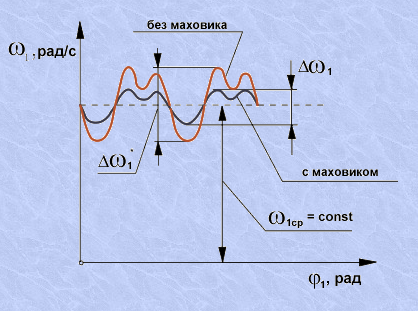 ω₁, рад/с
без маховика
Δω₁
Δω₁'
с маховиком
ω₁ср = const
φ₁, рад